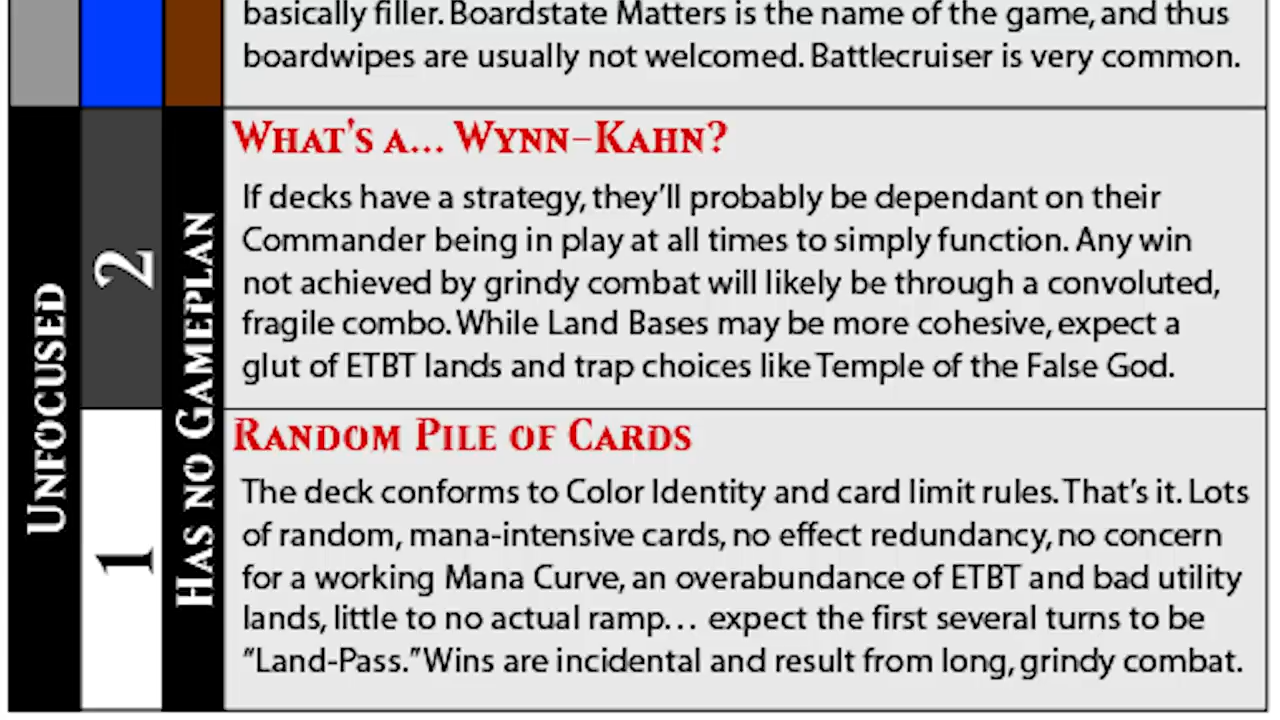 basically filler. Boardstate Matters is the name of the game, and thus
boardwipes are usually not welcomed. Battlecruiser is very common.
UNFOCUSED
2
HAS NO GAMEPLAN
WHAT'S A... WYNN-KAHN?
If decks have a strategy, they'll probably be dependant on their
Commander being in play at all times to simply function. Any win
not achieved by grindy combat will likely be through a convoluted,
fragile combo. While Land Bases may be more cohesive, expect a
glut of ETBT lands and trap choices like Temple of the False God.
1
RANDOM PILE OF CARDS
The deck conforms to Color Identity and card limit rules. That's it. Lots
of random, mana-intensive cards, no effect redundancy, no concern
for a working Mana Curve, an overabundance of ETBT and bad utility
lands, little to no actual ramp... expect the first several turns to be
"Land-Pass." Wins are incidental and result from long, grindy combat.